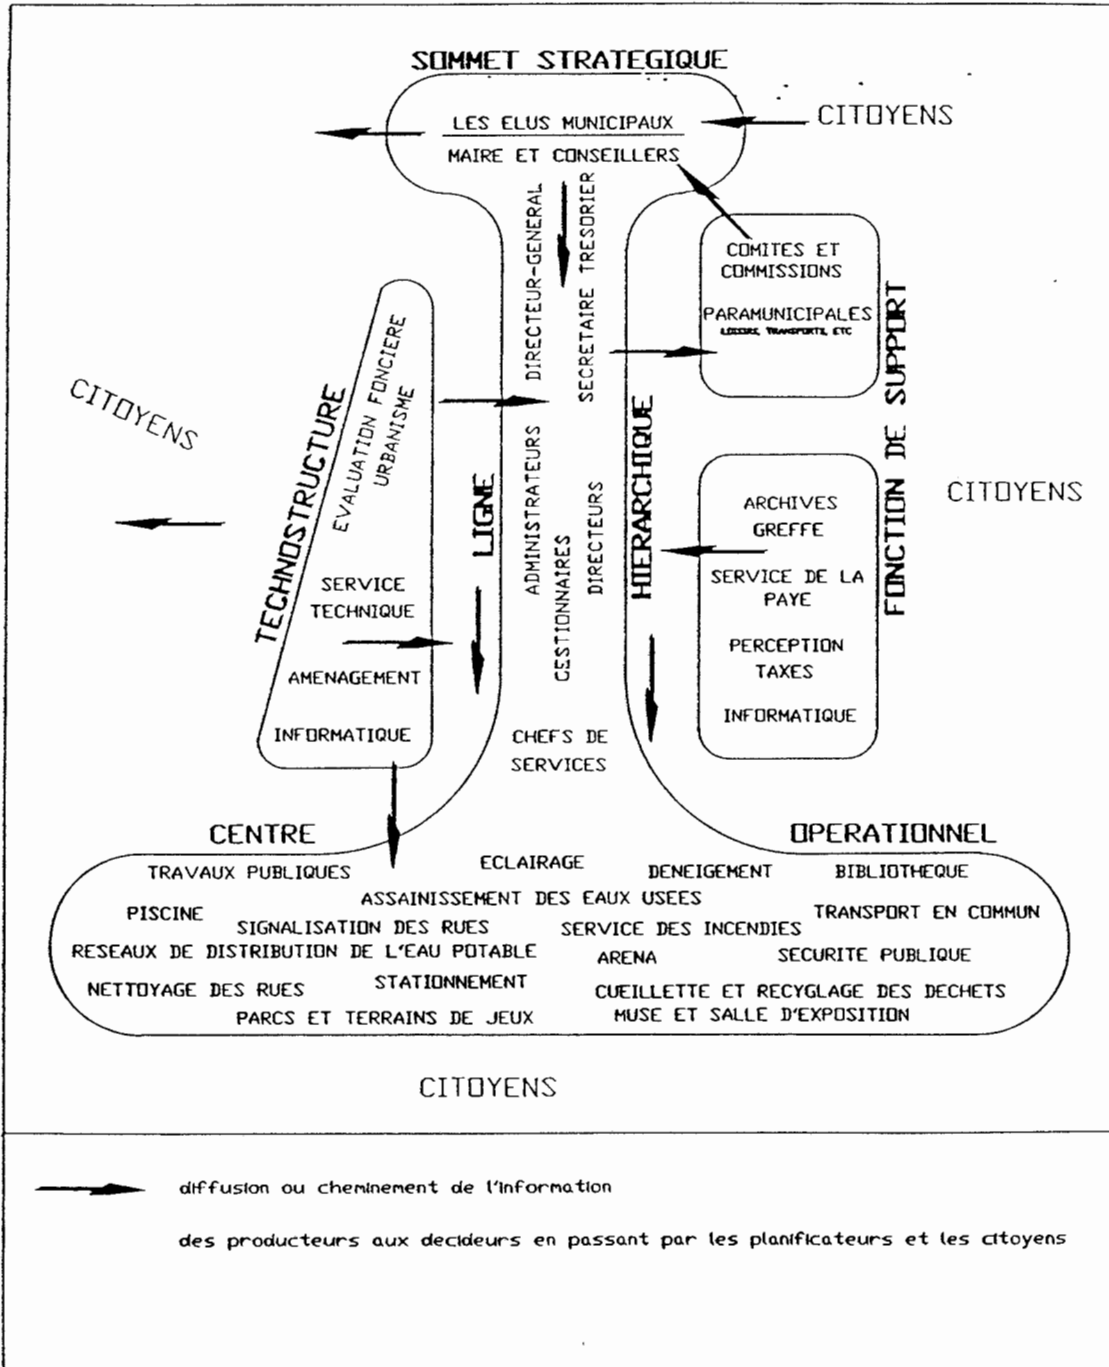 SOMMET STRATEGIQUE
LES ELUS MUNICIPAUX
MAIRE ET CONSEILLERS
CITOYENS
DIRECTEUR-GENERAL
SECRETAIRE TRESORIER
COMITES ET
COMMISSIONS
PARAMUNICIPALES
LOISIRS, TRANSPORTS, ETC
FONCTION DE SUPPORT
CITOYENS
TECHNOSTRUCTURE
EVALUATION FONCIERE
URBANISME
SERVICE
TECHNIQUE
AMENAGEMENT
INFORMATIQUE
LIGNE
HIERARCHIQUE
ADMINISTRATEURS
GESTIONNAIRES
DIRECTEURS
CHEFS DE
SERVICES
ARCHIVES
GREFFE
SERVICE DE LA
PAYE
PERCEPTION
TAXES
INFORMATIQUE
CITOYENS
CENTRE
OPERATIONNEL
TRAVAUX PUBLIQUES
ECLAIRAGE
DENEIGEMENT
BIBLIOTHEQUE
ASSAINISSEMENT DES EAUX USEES
PISCINE
TRANSPORT EN COMMUN
SIGNALISATION DES RUES
SERVICE DES INCENDIES
RESEAUX DE DISTRIBUTION DE L'EAU POTABLE
ARENA
SECURITE PUBLIQUE
NETTOYAGE DES RUES
STATIONNEMENT
CUEILLETTE ET RECYGLAGE DES DECHETS
PARCS ET TERRAINS DE JEUX
MUSE ET SALLE D'EXPOSITION
CITOYENS
diffusion ou cheminement de l'information
des producteurs aux decideurs en passant par les planificateurs et les citoyens